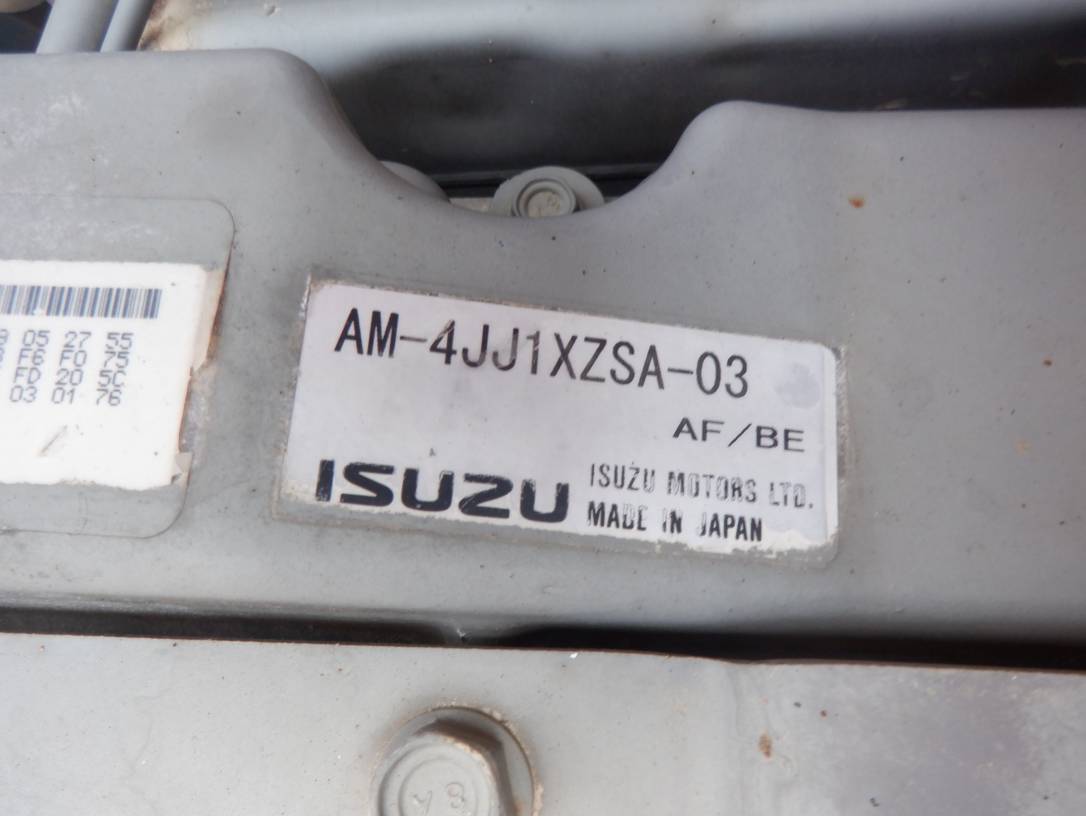 05 27 55
F6 F0 75
FD 20 5C
03 01 76
AM-4JJ1XZSA-03
AF/BE
ISUZU
ISUZU MOTORS LTD.
MADE IN JAPAN
8